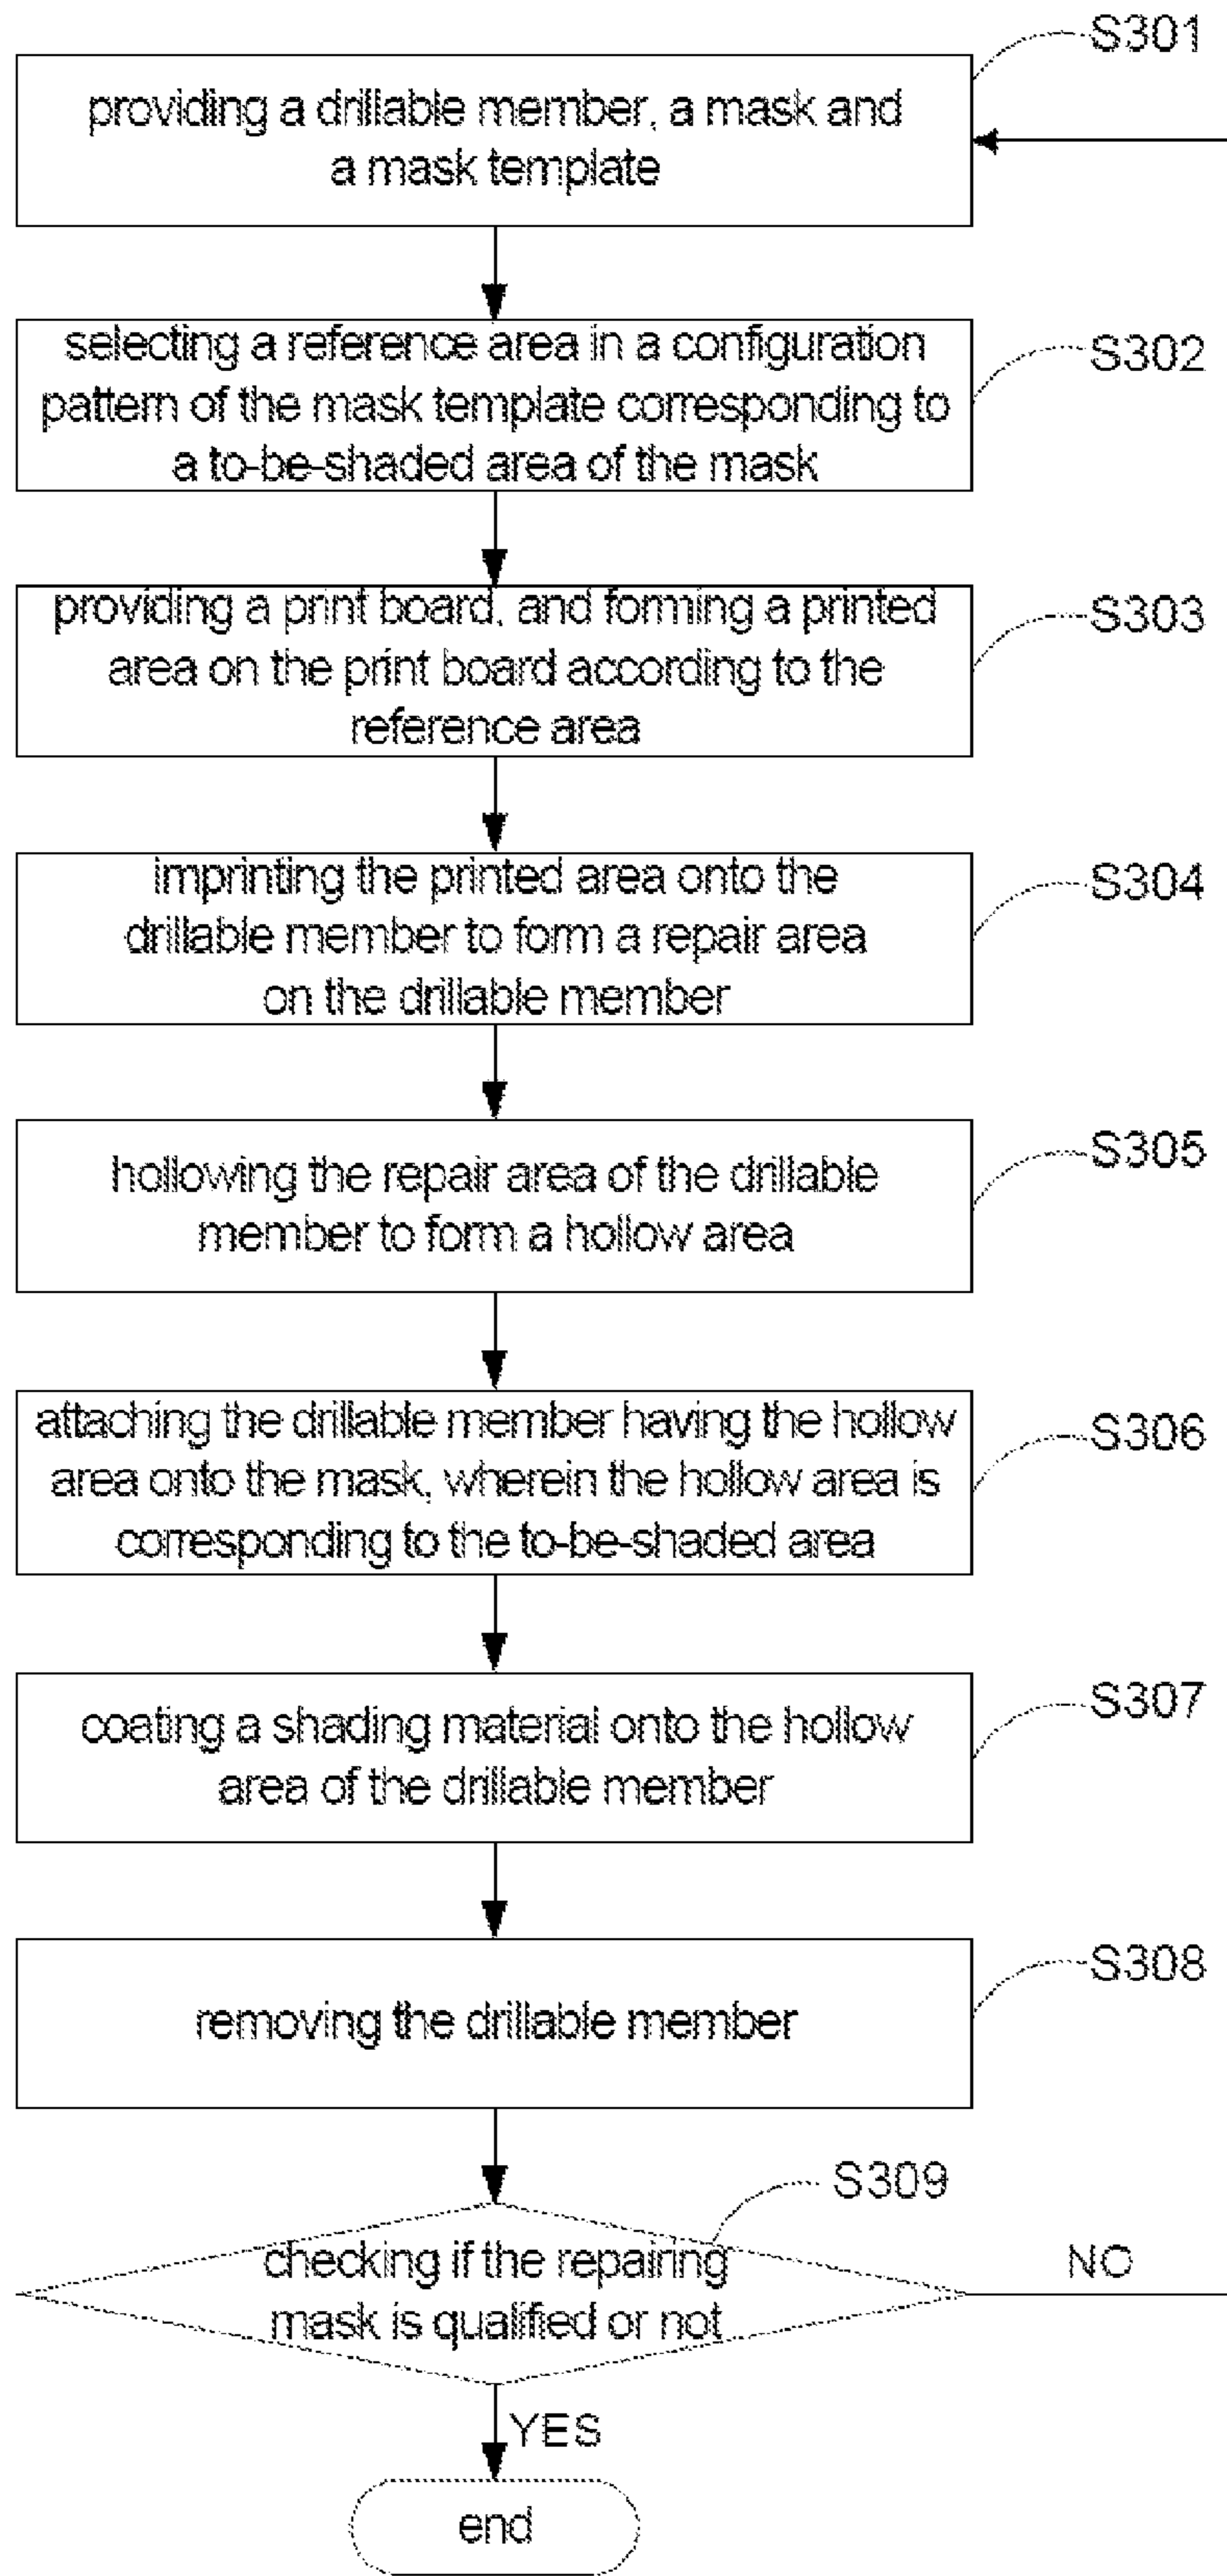 S301
providing a drillable member, a mask and
a mask template
selecting a reference area in a configuration
pattern of the mask template corresponding to
a to-be-shaded area of the mask
S302
providing a print board, and forming a printed
area on the print board according to the
reference area
S303
imprinting the printed area onto the
drillable member to form a repair area
on the drillable member
S304
hollowing the repair area of the drillable
member to form a hollow area
S305
attaching the drillable member having the hollow
area onto the mask, wherein the hollow area is
corresponding to the to-be-shaded area
S306
coating a shading material onto the hollow
area of the drillable member
S307
removing the drillable member
S308
S309
checking if the repairing
mask is qualified or not
NO
YES
end